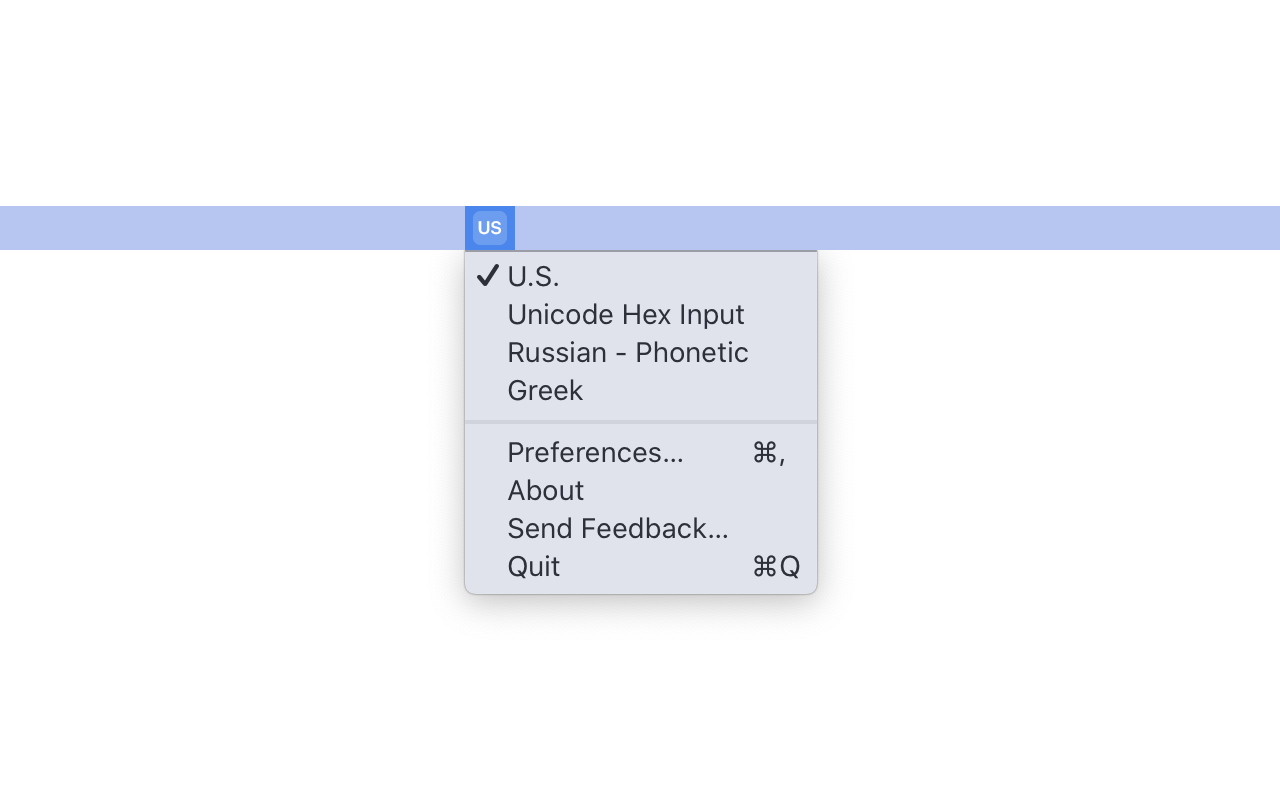 US
✓ U.S.
Unicode Hex Input
Russian - Phonetic
Greek
Preferences... ⌘,
About
Send Feedback...
Quit ⌘Q